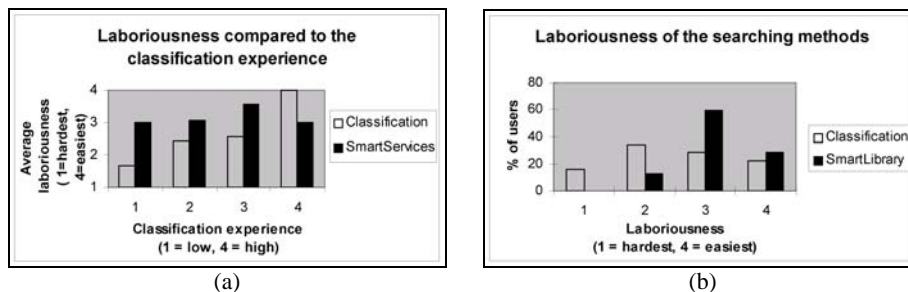 Laboriousness compared to the
classification experience
Average
laboriousness
( 1=hardest,
4=easiest)
4
3
2
1
1 2 3 4
Classification experience
(1 = low, 4 = high)
Classification
SmartServices
(a)
Laboriousness of the searching methods
% of users
80
60
40
20
0
1 2 3 4
Laboriousness
(1 = hardest, 4 = easiest)
Classification
SmartLibrary
(b)